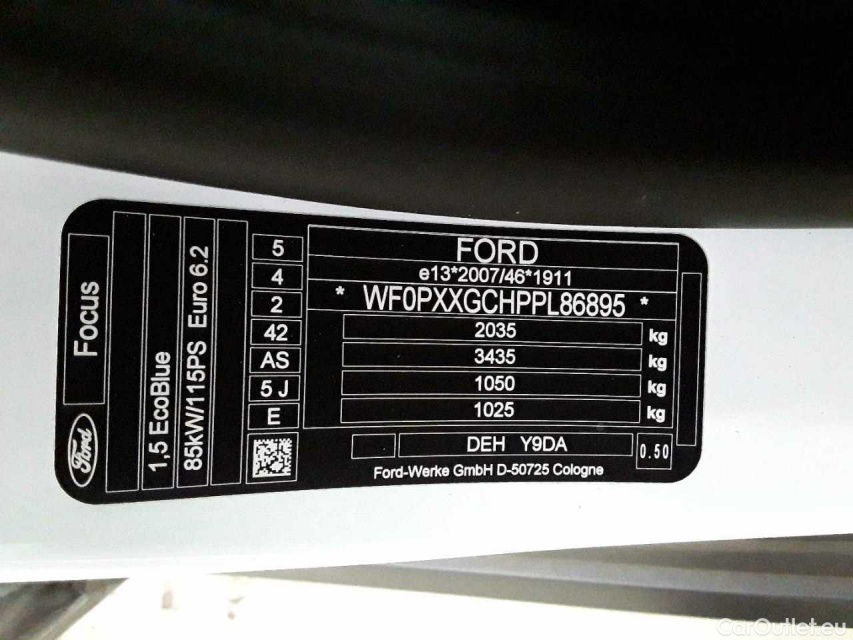 Focus
Ford
1,5 EcoBlue
85kW/115PS Euro 6.2
5
4
2
42
AS
5 J
E
FORD
e13*2007/46*1911
* WF0PXXGCHPPL86895 *
2035 kg
3435 kg
1050 kg
1025 kg
DEH Y9DA
0.50
Ford-Werke GmbH D-50725 Cologne
CarOutlet.eu